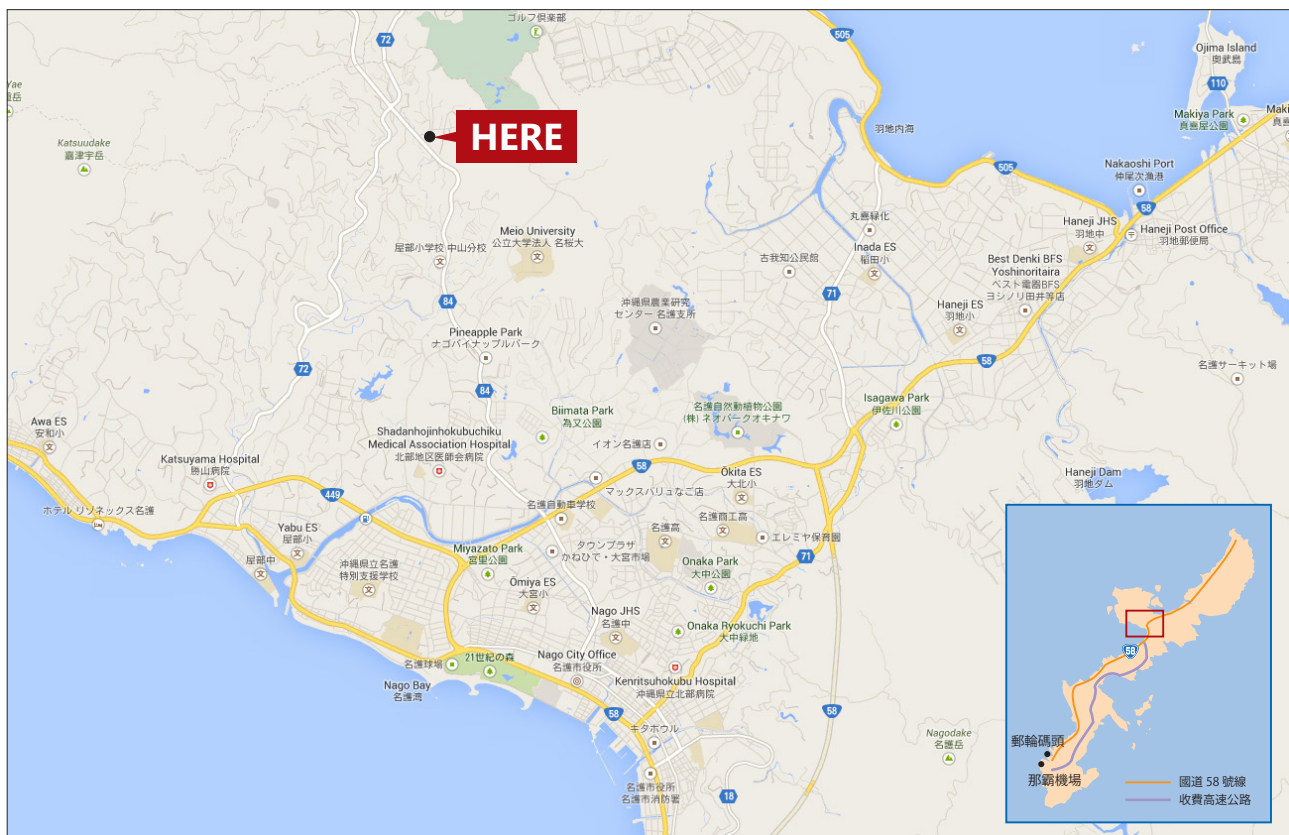 ゴルフ倶楽部
72
505
Ojima Island
奥武島
110
Yae
Katsuudake
嘉津宇岳
HERE
羽地内海
Makiya Park
真喜屋公園
505
Nakaoshi Port
仲尾次漁港
58
Meio University
公立大学法人 名桜大
屋部小学校 中山分校
丸喜緑化
Haneji JHS
羽地中
Haneji Post Office
羽地郵便局
古我知公民館
Inada ES
稲田小
Best Denki BFS
Yoshinoritaira
ベスト電器BFS
ヨシノリ田井等店
84
71
沖縄県農業研究
センター 名護支所
Haneji ES
羽地小
Pineapple Park
ナゴパイナップルパーク
72
58
名護サーキット場
84
Awa ES
安和小
Biimata Park
為又公園
名護自然動植物公園
(株) ネオパークオキナワ
Isagawa Park
伊佐川公園
Shadanhojinhokubuchiku
Medical Association Hospital
北部地区医師会病院
イオン名護店
Katsuyama Hospital
勝山病院
58
Ōkita ES
大北小
Haneji Dam
羽地ダム
449
マックスバリュなご店
ホテル リゾネックス名護
名護自動車学校
Yabu ES
屋部小
名護高
名護商工高
エレミヤ保育園
屋部中
沖縄県立名護
特別支援学校
Miyazato Park
宮里公園
タウンプラザ
かねひで・大宮市場
71
Onaka Park
大中公園
Ōmiya ES
大宮小
Nago JHS
名護中
Onaka Ryokuchi Park
大中緑地
名護球場
21世紀の森
Nago City Office
名護市役所
Kenritsuhokubu Hospital
沖縄県立北部病院
Nago Bay
名護湾
58
58
キタボウル
Nagodake
名護岳
名護市役所
名護市消防署
18
58
郵輪碼頭
那霸機場
國道 58 號線
收費高速公路